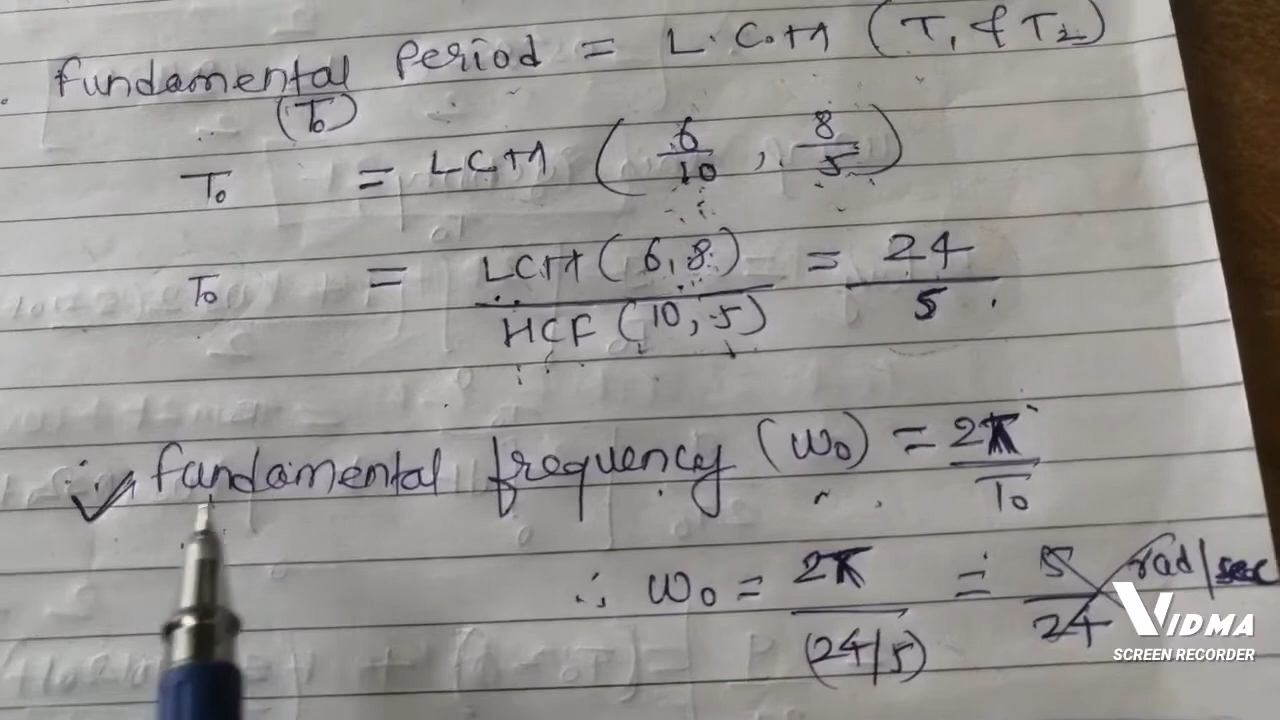 Fundamental Period = L.C.M (T₁ & T₂)
(T₀)
T₀ = LCM ( 6/10 , 8/5 )
T₀ = LCM ( 6, 8 ) / HCF ( 10, 5 ) = 24/5 .
∴ fundamental frequency (ω₀) = 2π/T₀
∴ ω₀ = 2π/(24/5) = 5/24 rad/sec
VIDMA
SCREEN RECORDER